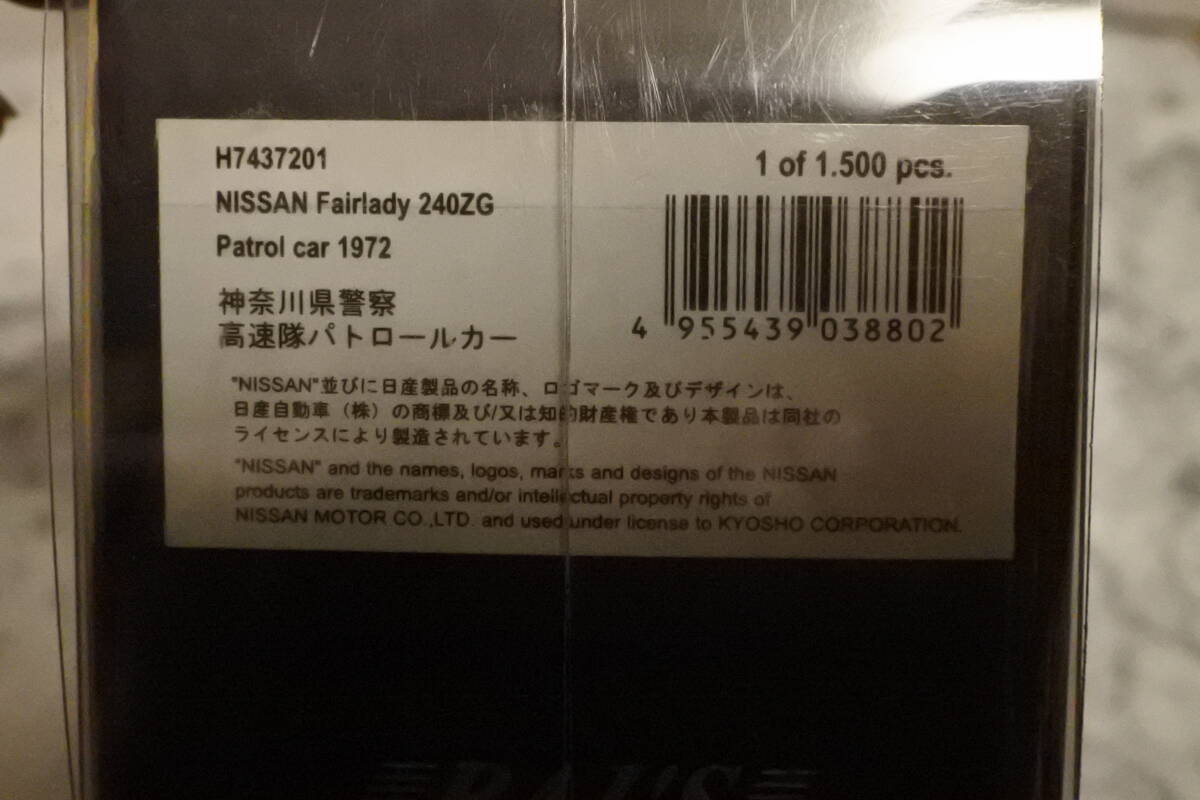 H7437201
1 of 1.500 pcs.
NISSAN Fairlady 240ZG
Patrol car 1972
神奈川県警察
高速隊パトロールカー
4 955439 038802
"NISSAN"並びに日産製品の名称、ロゴマーク及びデザインは、
日産自動車（株）の商標及び/又は知的財産権であり本製品は同社の
ライセンスにより製造されています。
"NISSAN" and the names, logos, marks and designs of the NISSAN
products are trademarks and/or intellectual property rights of
NISSAN MOTOR CO.,LTD. and used under license to KYOSHO CORPORATION.
RAI'S